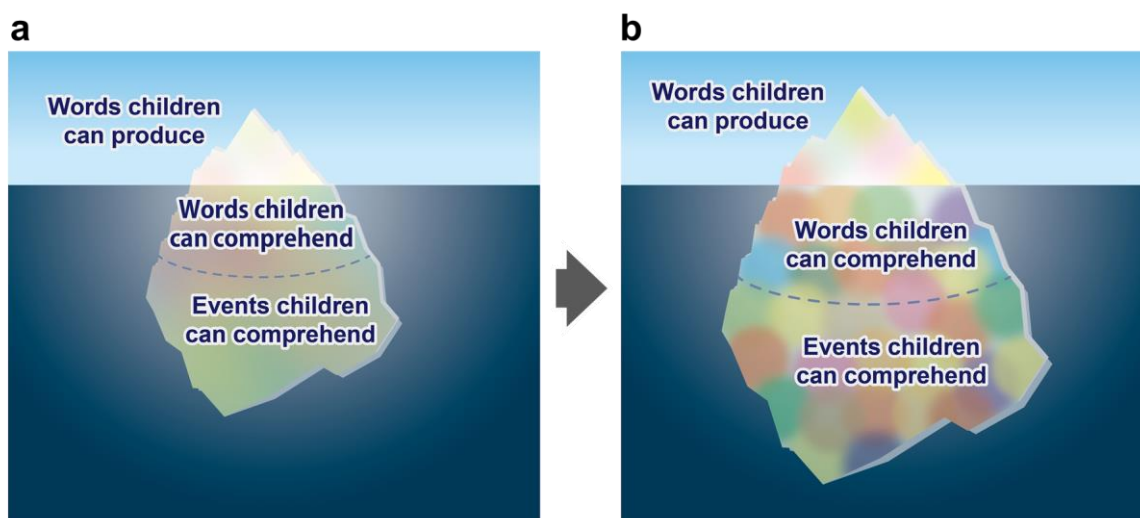 a
Words children
can produce
Words children
can comprehend
Events children
can comprehend
b
Words children
can produce
Words children
can comprehend
Events children
can comprehend